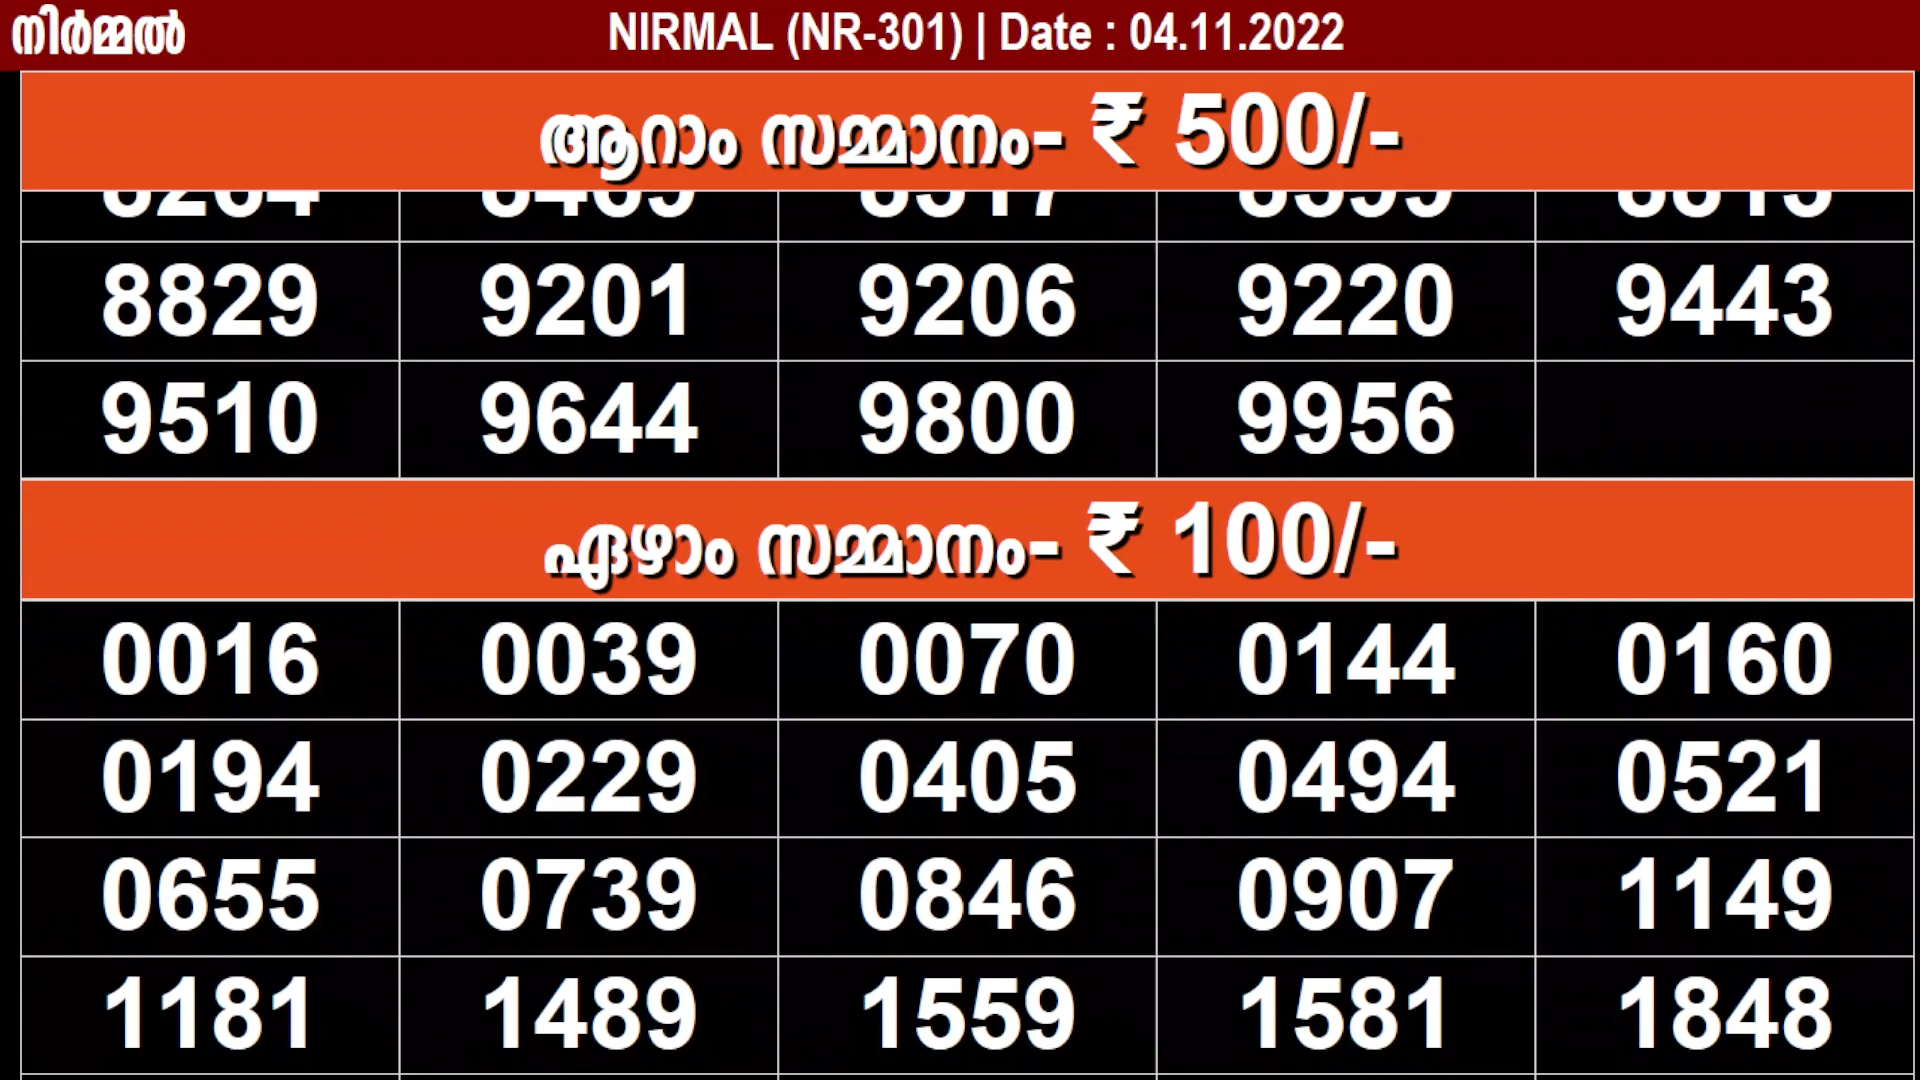 നിർമ്മൽ NIRMAL (NR-301) | Date : 04.11.2022
ആറാം സമ്മാനം- ₹ 500/-
8829 9201 9206 9220 9443
9510 9644 9800 9956
ഏഴാം സമ്മാനം- ₹ 100/-
0016 0039 0070 0144 0160
0194 0229 0405 0494 0521
0655 0739 0846 0907 1149
1181 1489 1559 1581 1848